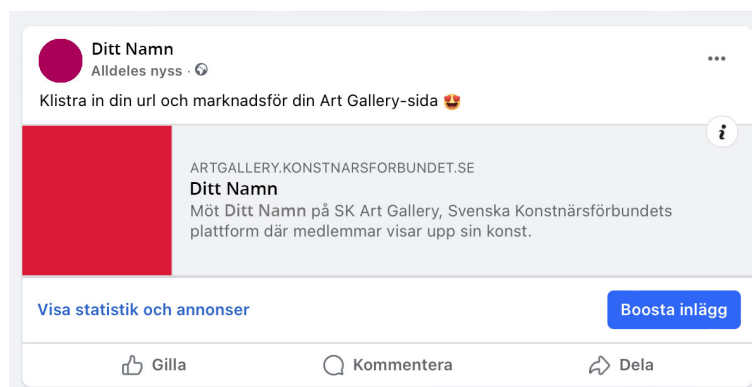 Ditt Namn
Alldeles nyss ·
Klistra in din url och marknadsför din Art Gallery-sida 😍
i
ARTGALLERY.KONSTNARSFORBUNDET.SE
Ditt Namn
Möt Ditt Namn på SK Art Gallery, Svenska Konstnärsförbundets
plattform där medlemmar visar upp sin konst.
Visa statistik och annonser
Boosta inlägg
Gilla
Kommentera
Dela